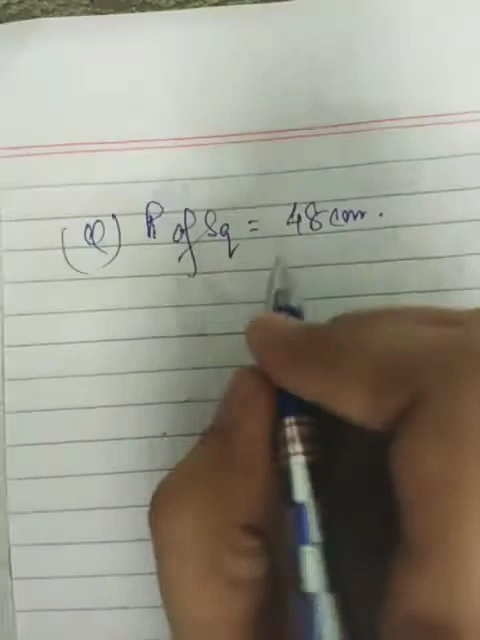 (Q) P of Sq = 48 cm.